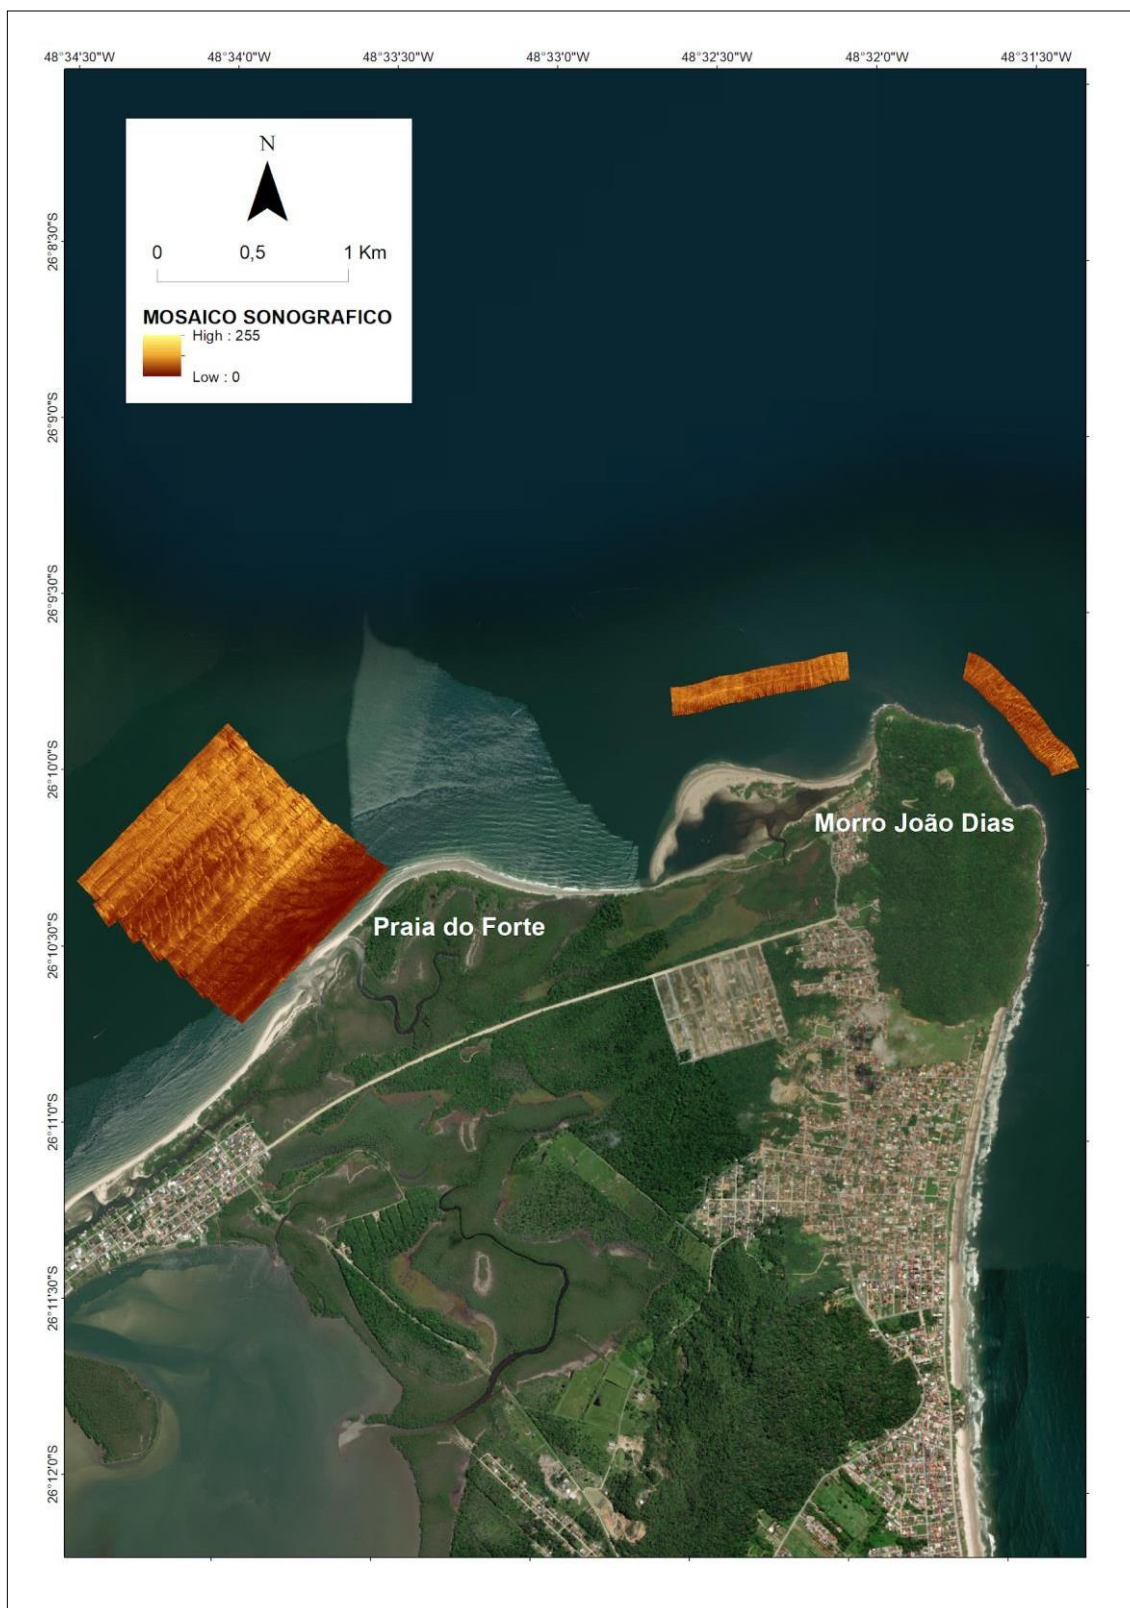 48°34'30"W 48°34'0"W 48°33'30"W 48°33'0"W 48°32'30"W 48°32'0"W 48°31'30"W
N
0 0,5 1 Km
MOSAICO SONOGRAFICO
High : 255
Low : 0
26°8'30"S
26°9'0"S
26°9'30"S
26°10'0"S
26°10'30"S
26°11'0"S
26°11'30"S
26°12'0"S
Morro João Dias
Praia do Forte